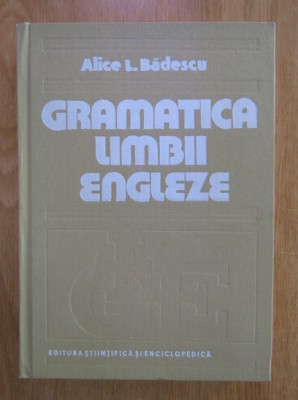 Alice L. Bădescu
GRAMATICA
LIMBII
ENGLEZE
EDITURA ŞTIINŢIFICĂ ŞI ENCICLOPEDICĂ